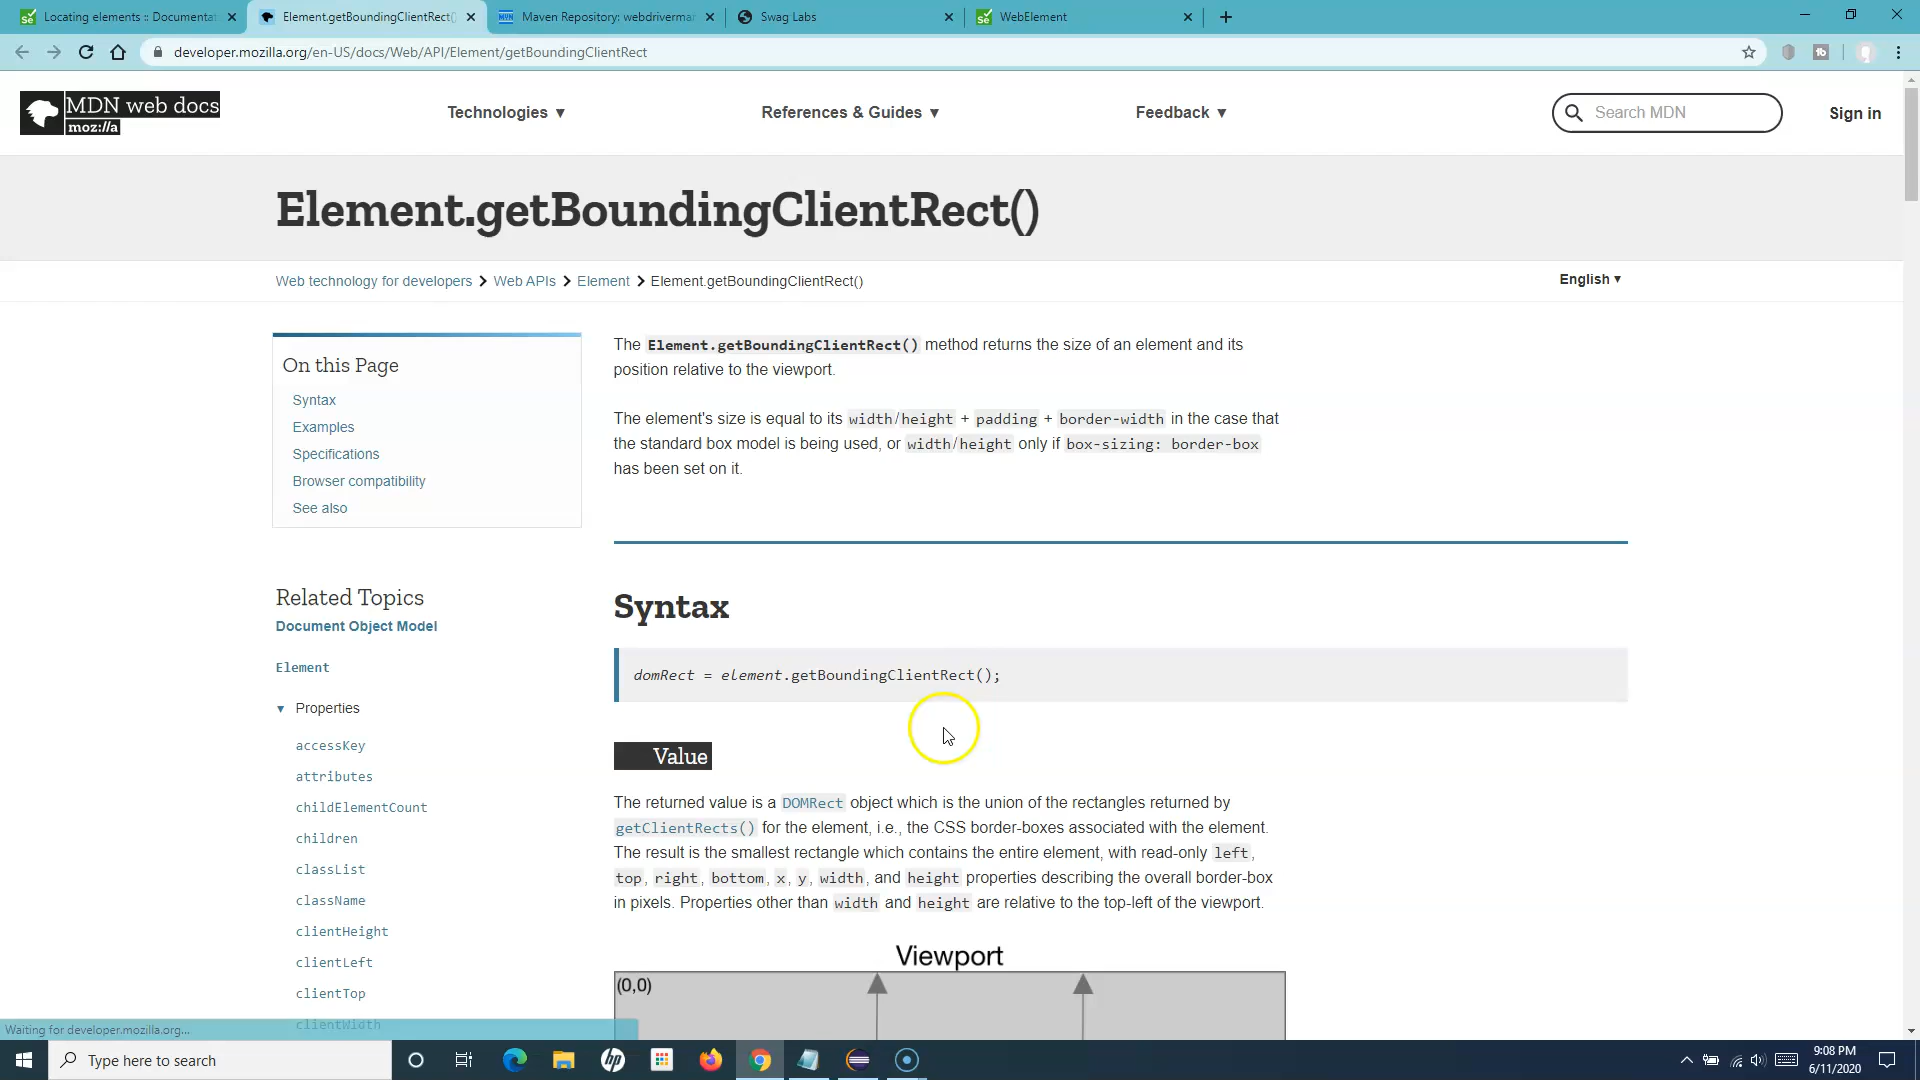 Locating elements :: Documentat
Element.getBoundingClientRect()
Maven Repository: webdriverma
Swag Labs
WebElement
developer.mozilla.org/en-US/docs/Web/API/Element/getBoundingClientRect
MDN web docs
moz://a
Technologies ▼
References & Guides ▼
Feedback ▼
Search MDN
Sign in
Element.getBoundingClientRect()
Web technology for developers > Web APIs > Element > Element.getBoundingClientRect()
English ▼
On this Page
Syntax
Examples
Specifications
Browser compatibility
See also
Related Topics
Document Object Model
Element
▼ Properties
accessKey
attributes
childElementCount
children
classList
className
clientHeight
clientLeft
clientTop
clientWidth
The Element.getBoundingClientRect() method returns the size of an element and its
position relative to the viewport.
The element's size is equal to its width/height + padding + border-width in the case that
the standard box model is being used, or width/height only if box-sizing: border-box
has been set on it.
Syntax
domRect = element.getBoundingClientRect();
Value
The returned value is a DOMRect object which is the union of the rectangles returned by
getClientRects() for the element, i.e., the CSS border-boxes associated with the element.
The result is the smallest rectangle which contains the entire element, with read-only left,
top, right, bottom, x, y, width, and height properties describing the overall border-box
in pixels. Properties other than width and height are relative to the top-left of the viewport.
Viewport
(0,0)
Waiting for developer.mozilla.org...
Type here to search
9:08 PM
6/11/2020